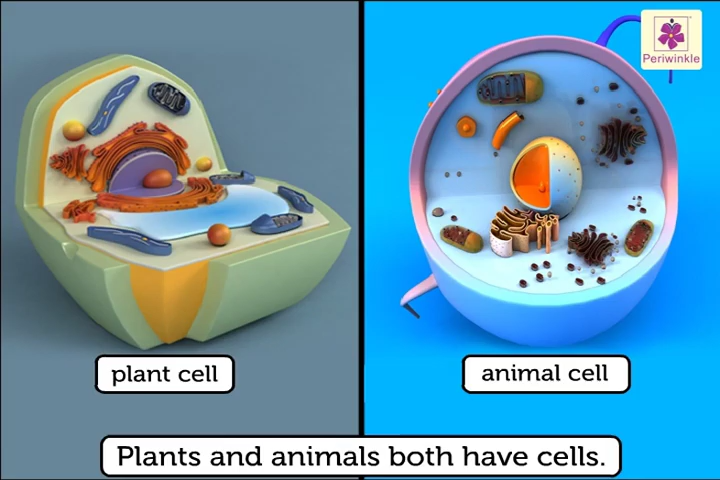 Periwinkle
plant cell
animal cell
Plants and animals both have cells.